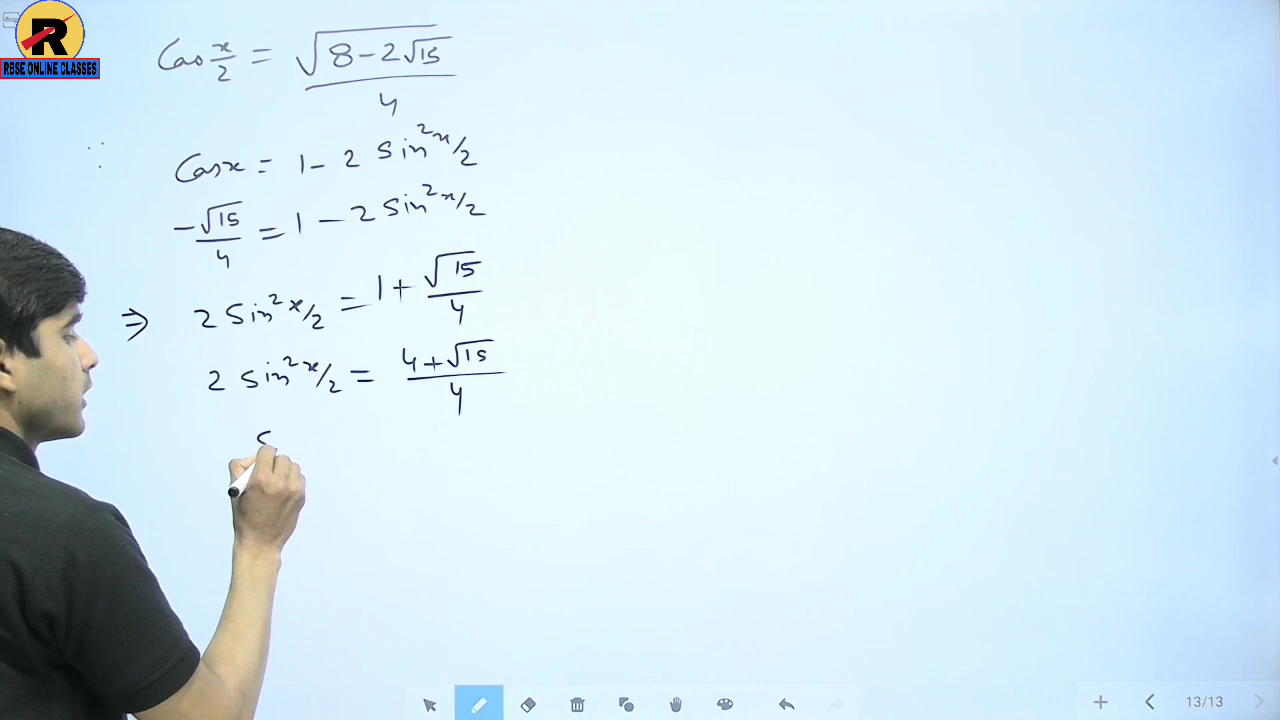 R
RBSE ONLINE CLASSES
Cos x/2 = √(8-2√15)/4
∴ Cosx = 1 - 2 Sin²x/2
-√15/4 = 1 - 2 Sin²x/2
⇒ 2 Sin²x/2 = 1 + √15/4
2 Sin²x/2 = 4+√15/4
S
13/13